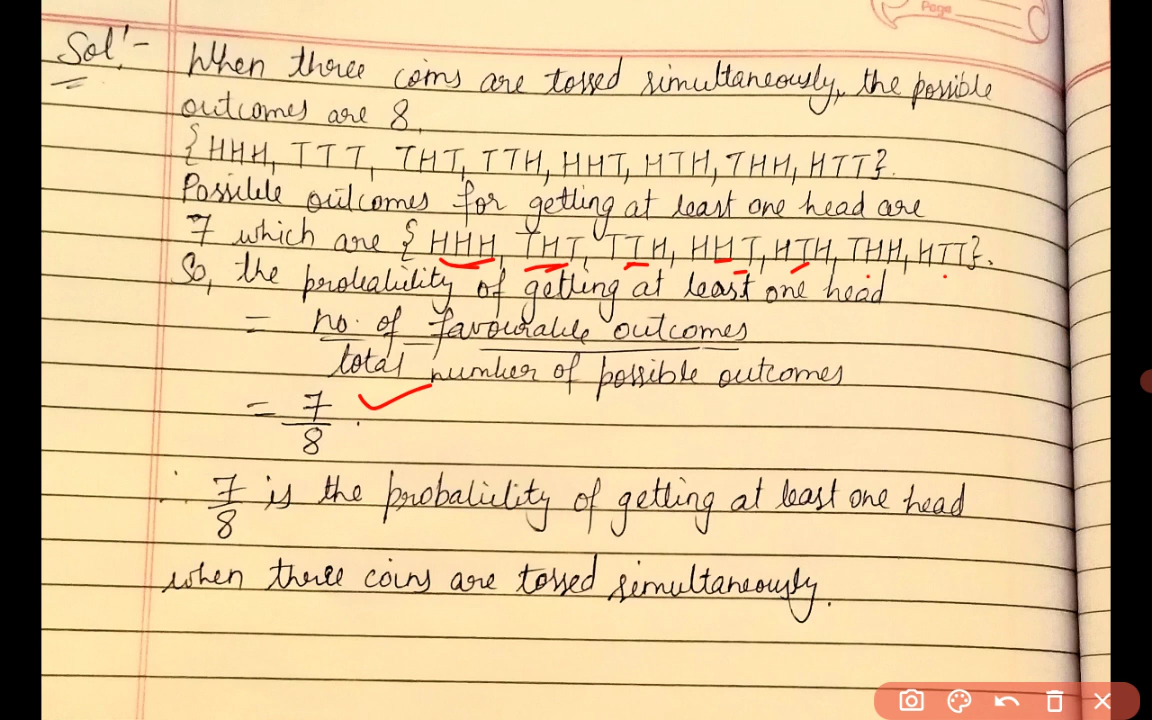 Page
Sol:- When three coins are tossed simultaneously, the possible
outcomes are 8.
{HHH, TTT, THT, TTH, HHT, HTH, THH, HTT}.
Possible outcomes for getting at least one head are
7 which are {HHH, THT, TTH, HHT, HTH, THH, HTT}.
So, the probability of getting at least one head
= no. of favourable outcomes
total number of possible outcomes
= 7
8
∴ 7/8 is the probability of getting at least one head
when three coins are tossed simultaneously.